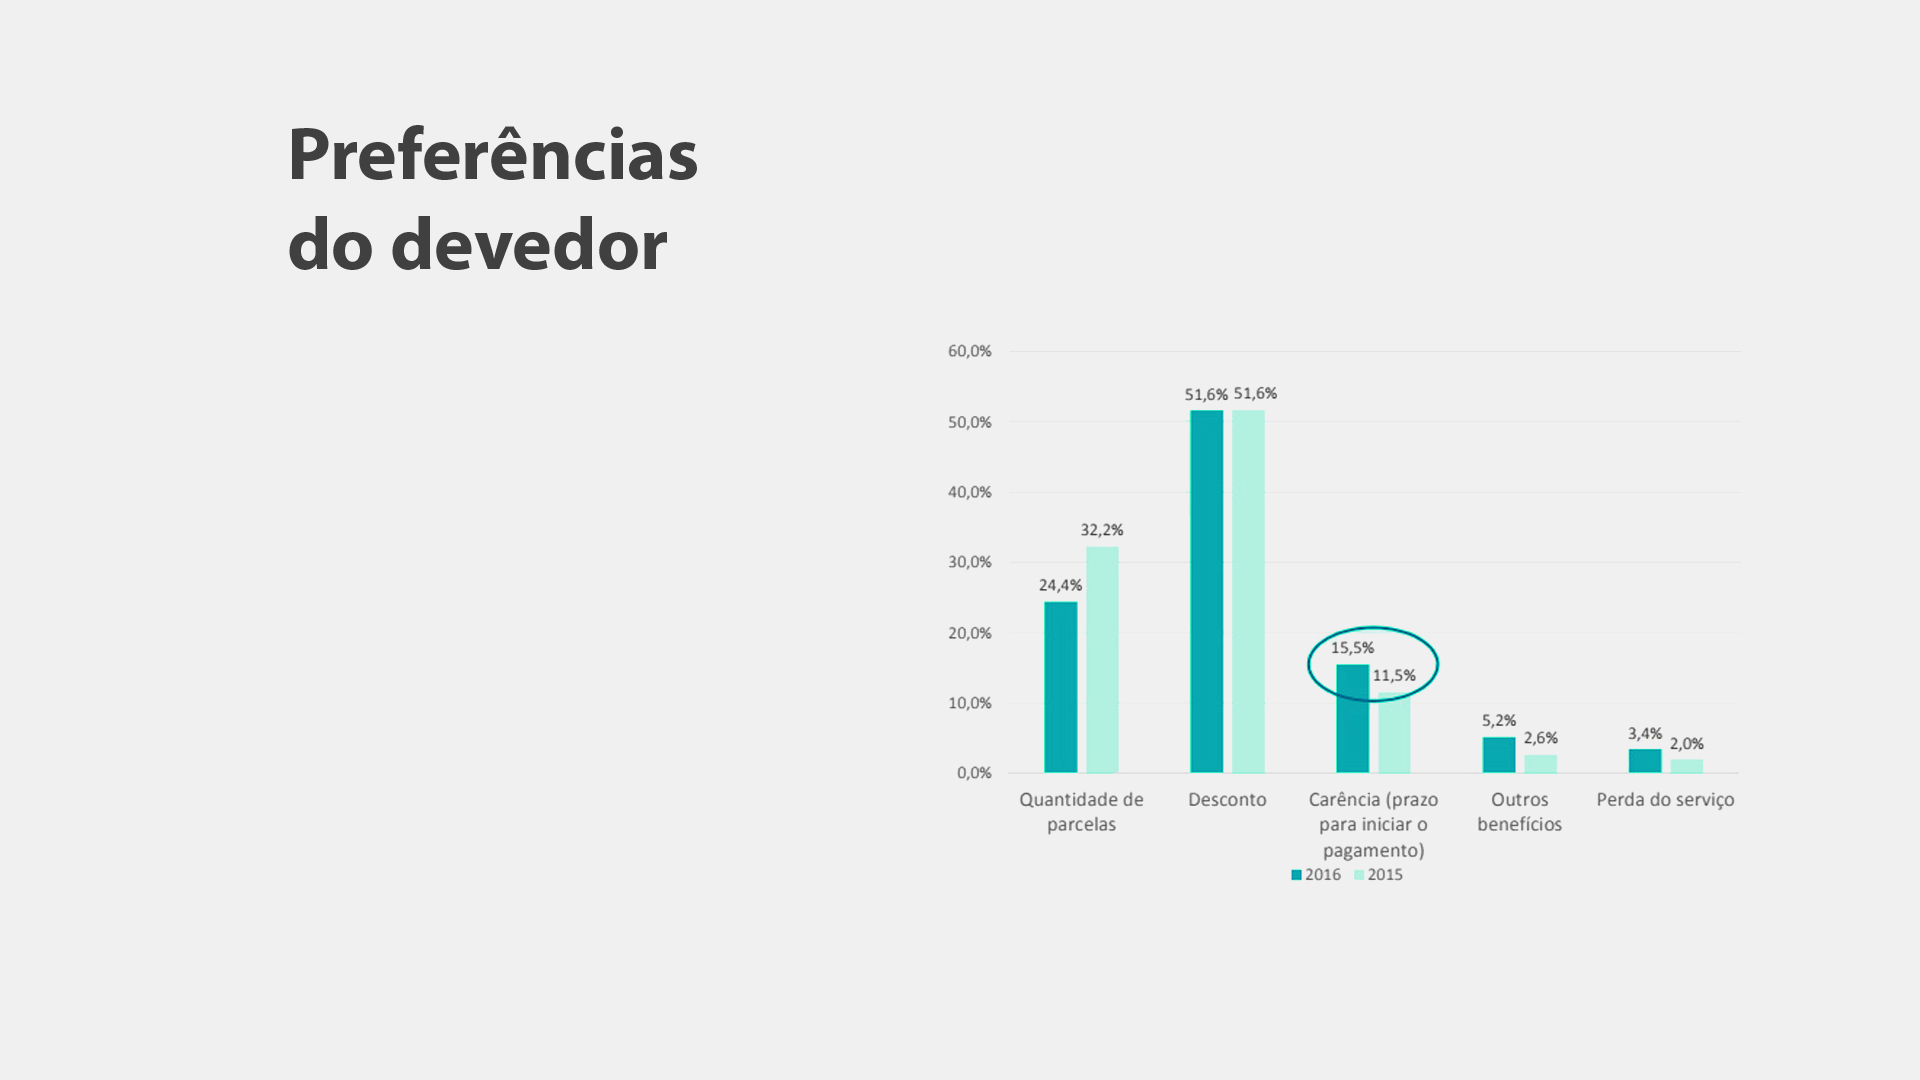 Preferências
do devedor
60,0%
50,0%
40,0%
30,0%
20,0%
10,0%
0,0%
24,4%
32,2%
51,6%
51,6%
15,5%
11,5%
5,2%
2,6%
3,4%
2,0%
Quantidade de
parcelas
Desconto
Carência (prazo
para iniciar o
pagamento)
Outros
benefícios
Perda do serviço
2016
2015